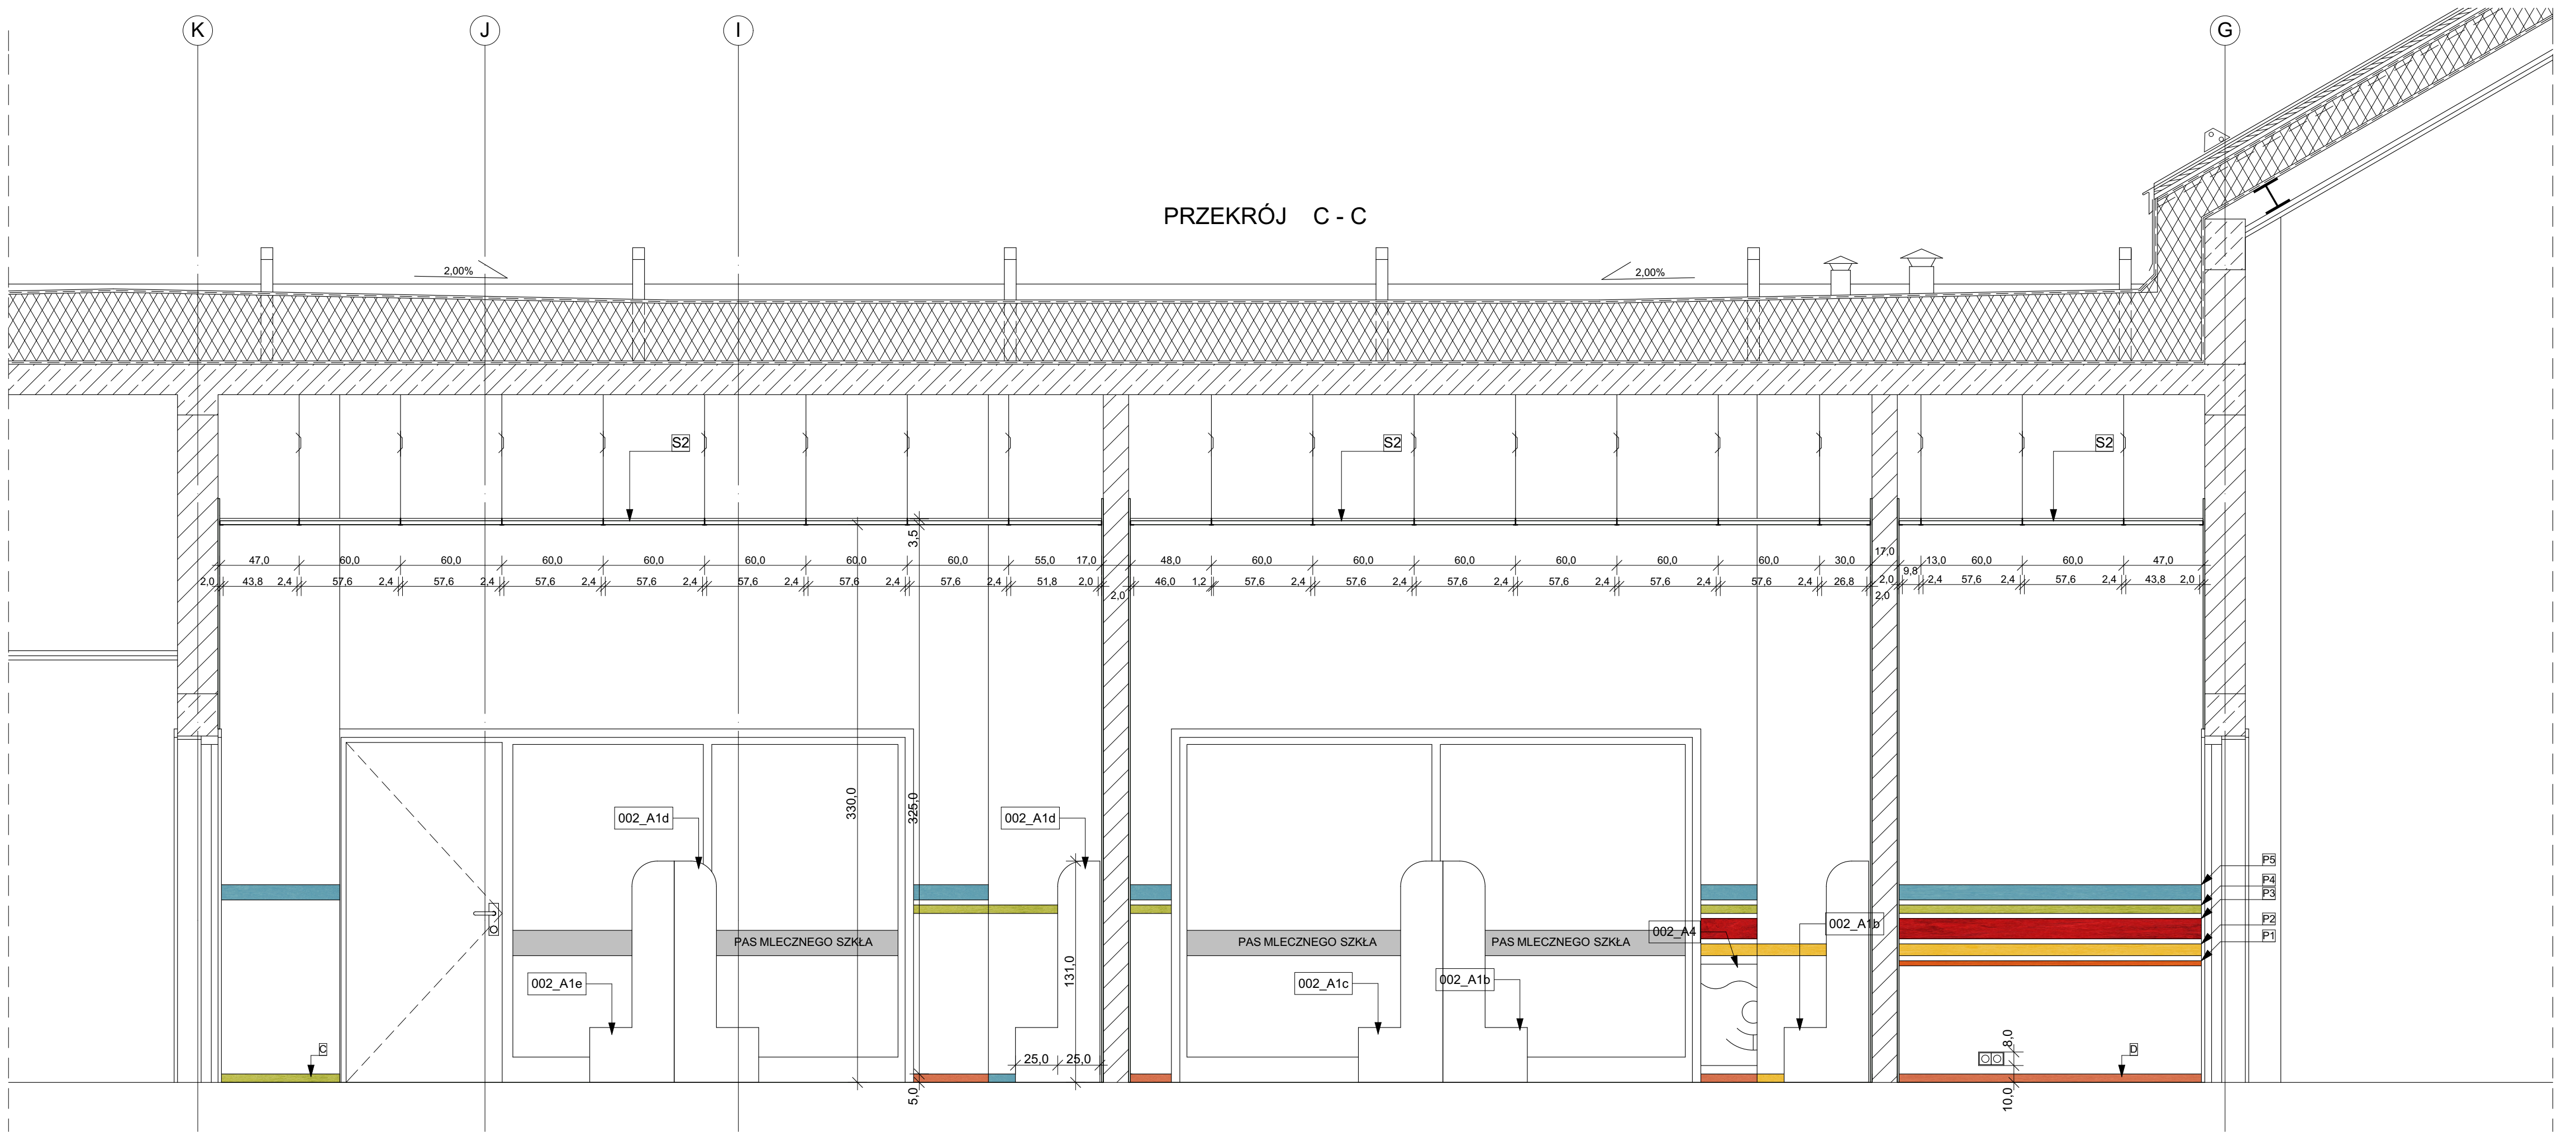 K J I G
PRZEKRÓJ C - C
2,00% 2,00%
S2 S2 S2
3,5
47,0 60,0 60,0 60,0 60,0 60,0 60,0 60,0 55,0 17,0 48,0 60,0 60,0 60,0 60,0 60,0 60,0 30,0 17,0 13,0 60,0 60,0 47,0
2,0 43,8 2,4 57,6 2,4 57,6 2,4 57,6 2,4 57,6 2,4 57,6 2,4 57,6 2,4 57,6 2,4 51,8 2,0 2,0 46,0 1,2 57,6 2,4 57,6 2,4 57,6 2,4 57,6 2,4 57,6 2,4 57,6 2,4 26,8 2,0 2,0 9,8 2,4 57,6 2,4 57,6 2,4 43,8 2,0
330,0
325,0
002_A1d
002_A1d
P5
P4
P3
P2
P1
002_A4
002_A1b
PAS MLECZNEGO SZKŁA
PAS MLECZNEGO SZKŁA
PAS MLECZNEGO SZKŁA
131,0
002_A1e
002_A1c
002_A1b
C
25,0 25,0
8,0
D
5,0
10,0